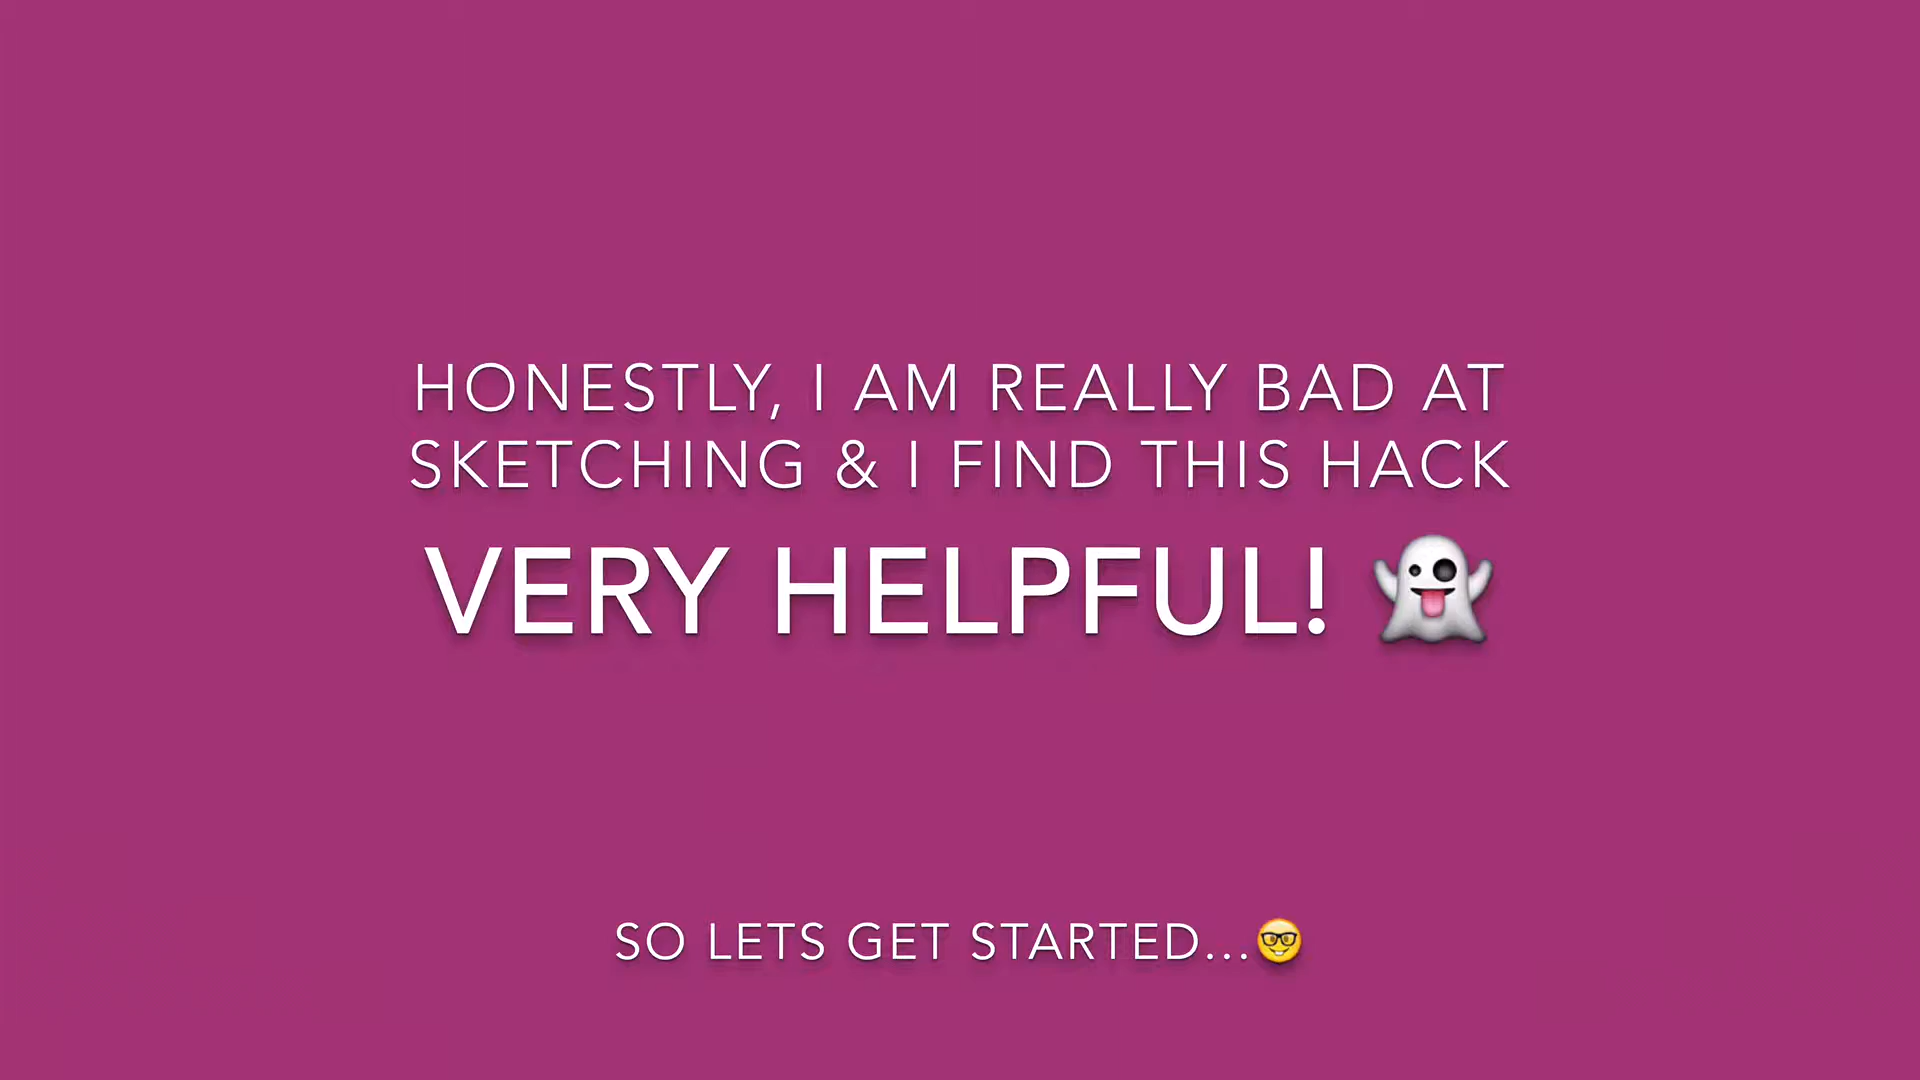 HONESTLY, I AM REALLY BAD AT
SKETCHING & I FIND THIS HACK
VERY HELPFUL! 👻
SO LETS GET STARTED...🤓